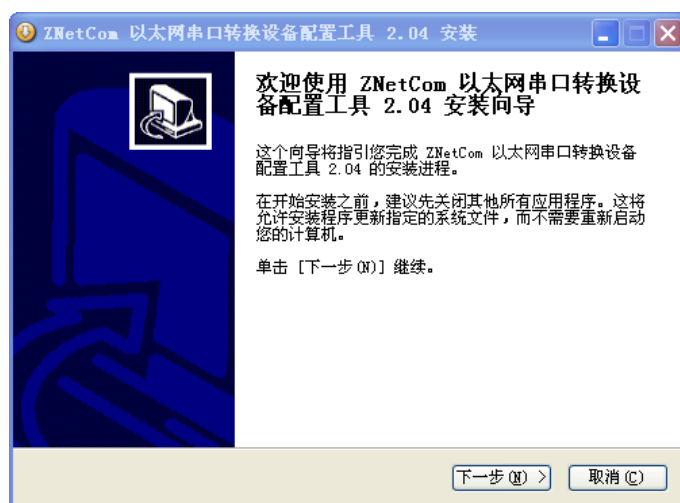 ZNetCom 以太网串口转换设备配置工具 2.04 安装
欢迎使用 ZNetCom 以太网串口转换设
备配置工具 2.04 安装向导
这个向导将指引您完成 ZNetCom 以太网串口转换设备
配置工具 2.04 的安装进程。
在开始安装之前，建议先关闭其他所有应用程序。这将
允许安装程序更新指定的系统文件，而不需要重新启动
您的计算机。
单击 [下一步(N)] 继续。
下一步(N) >
取消(C)